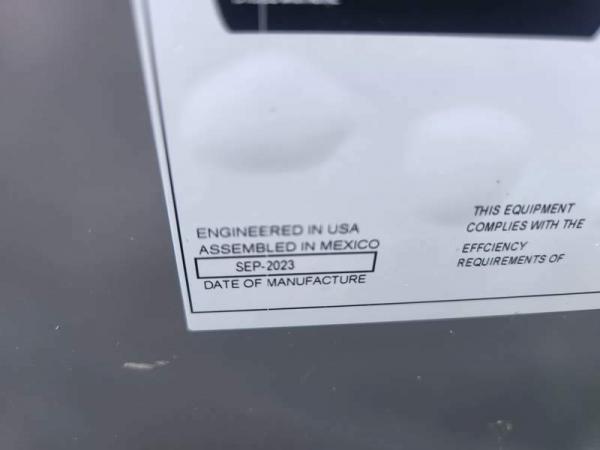 ENGINEERED IN USA
ASSEMBLED IN MEXICO
SEP-2023
DATE OF MANUFACTURE
THIS EQUIPMENT
COMPLIES WITH THE
EFFCIENCY
REQUIREMENTS OF